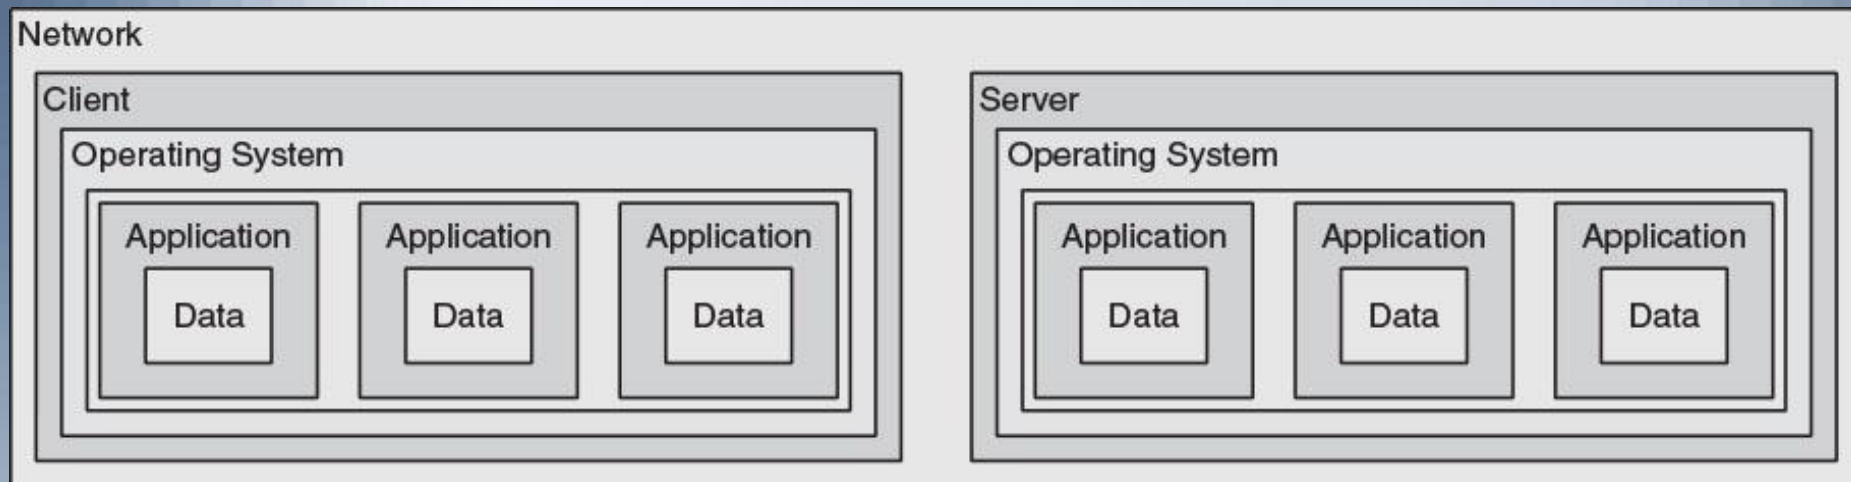 Network
Client
Server
Operating System
Operating System
Application
Application
Application
Application
Application
Application
Data
Data
Data
Data
Data
Data